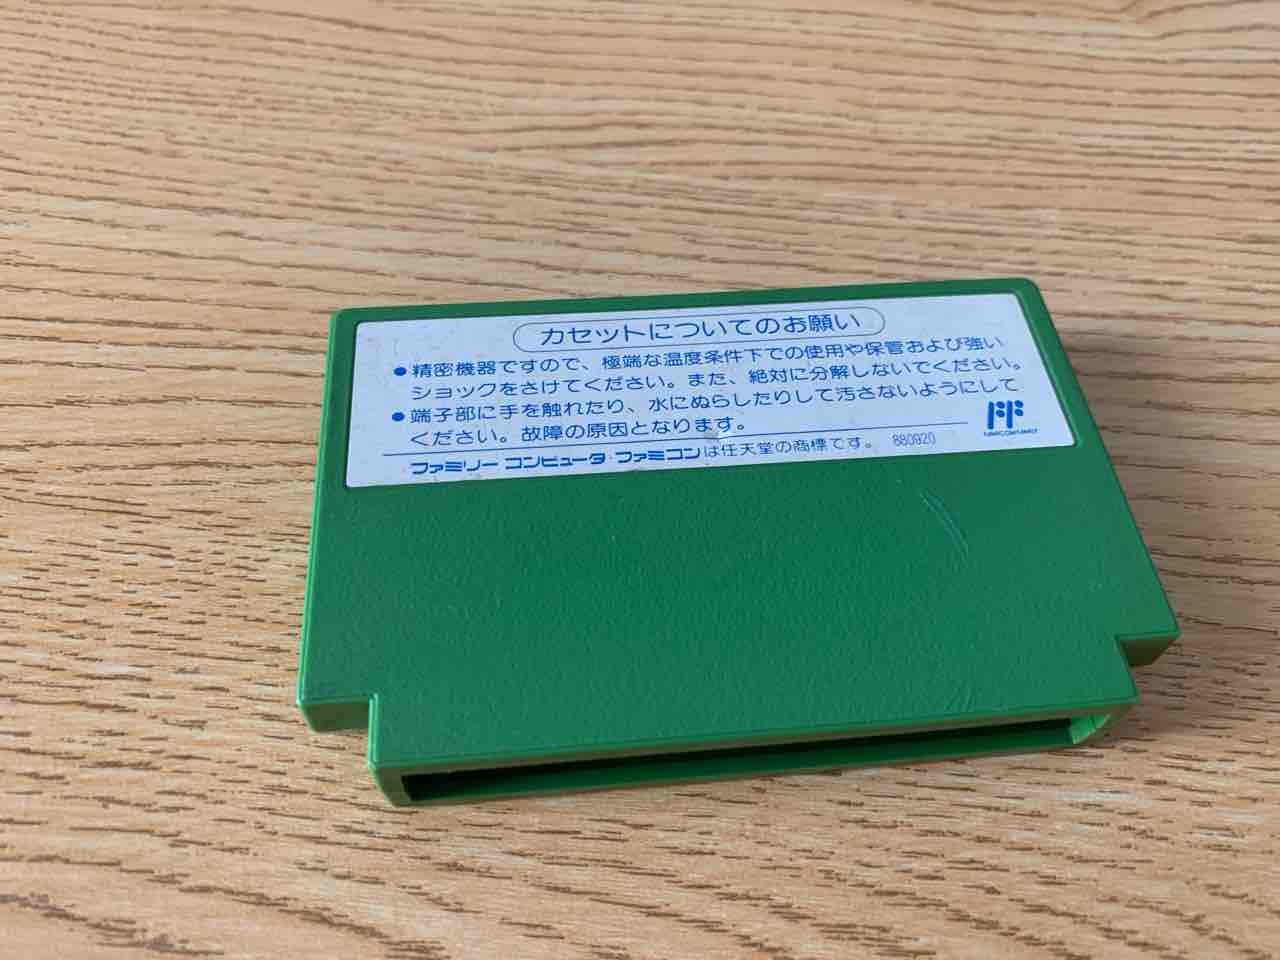 カセットについてのお願い
●精密機器ですので、極端な温度条件下での使用や保管および強い
ショックをさけてください。また、絶対に分解しないでください。
●端子部に手を触れたり、水にぬらしたりして汚さないようにして
ください。故障の原因となります。
ファミリー コンピュータ・ファミコンは任天堂の商標です。 880920
FF
FAMICOM FAMILY